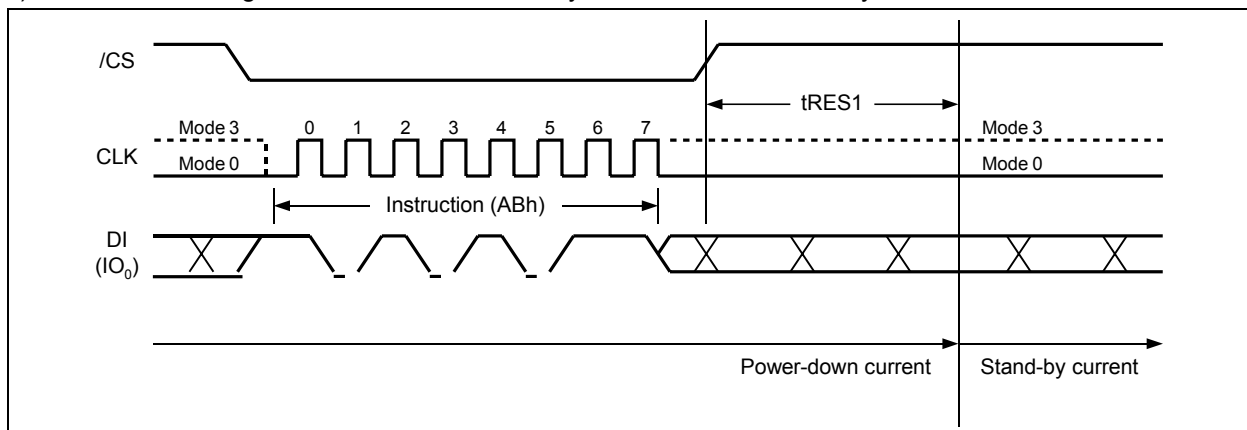 /CS
tRES1
Mode 3 0 1 2 3 4 5 6 7 Mode 3
CLK
Mode 0 Mode 0
Instruction (ABh)
DI
(IO₀)
Power-down current Stand-by current